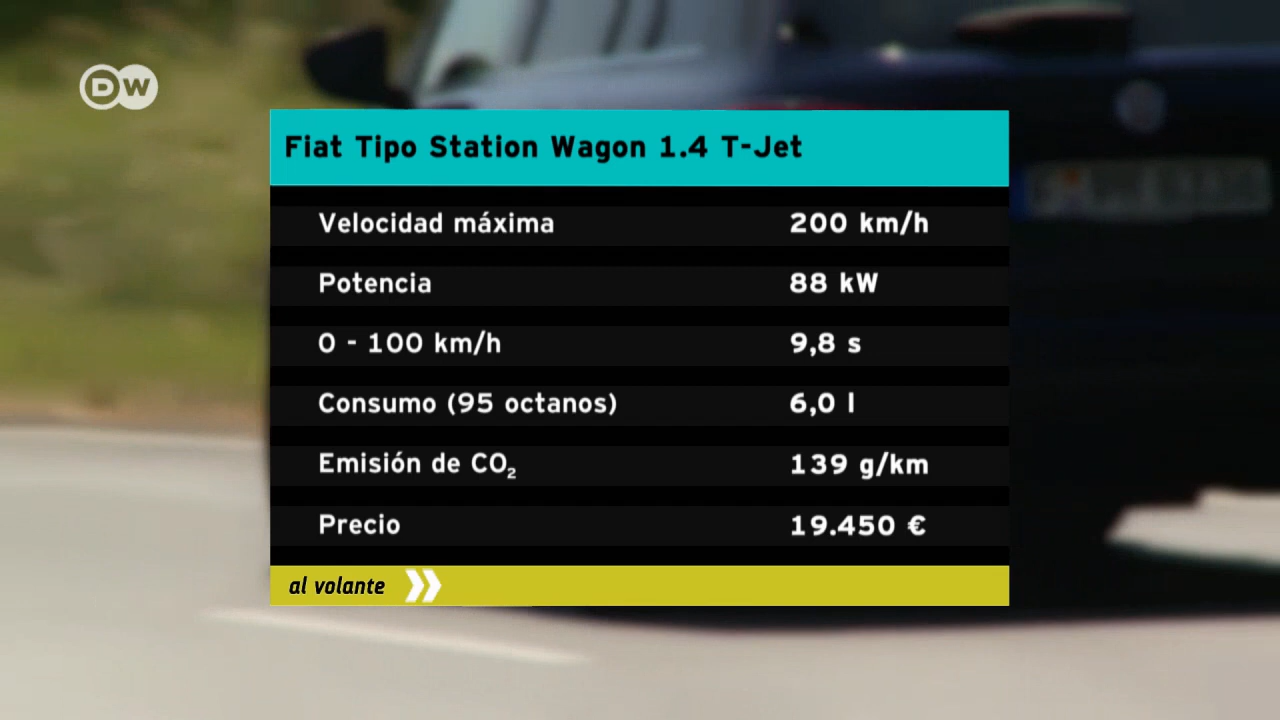 DW
Fiat Tipo Station Wagon 1.4 T-Jet
Velocidad máxima 200 km/h
Potencia 88 kW
0 - 100 km/h 9,8 s
Consumo (95 octanos) 6,0 l
Emisión de CO₂ 139 g/km
Precio 19.450 €
al volante